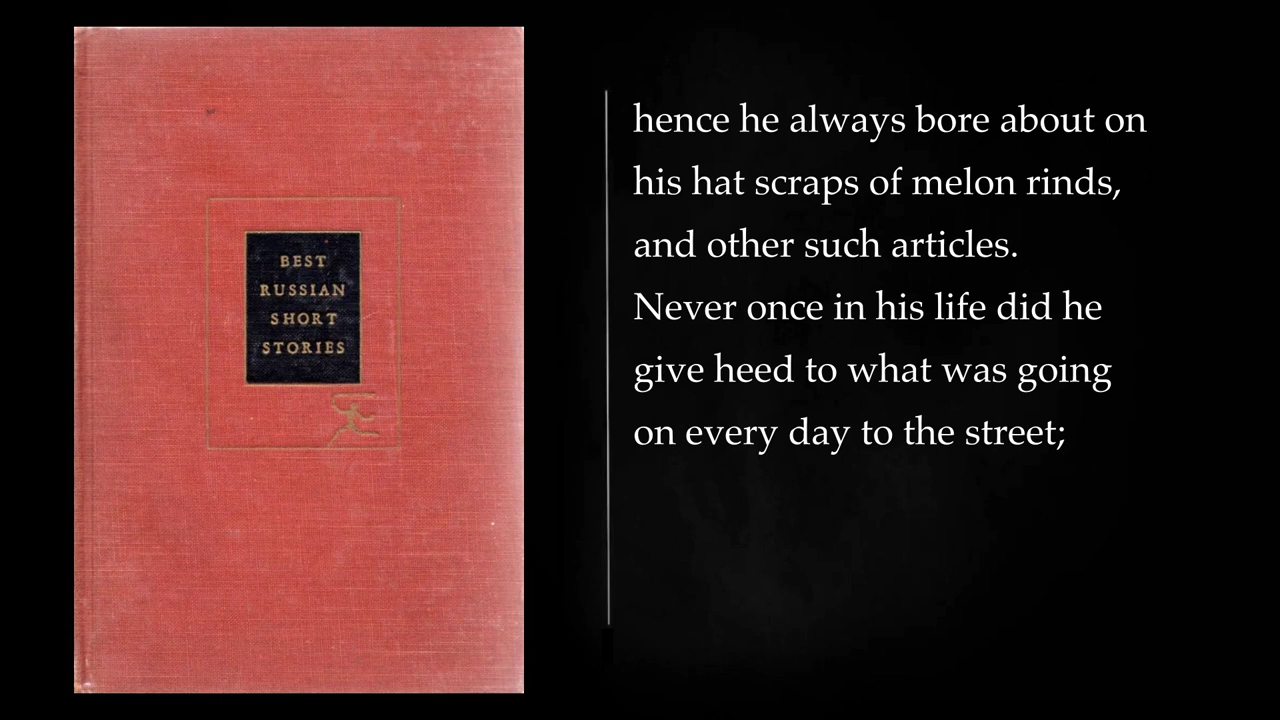 BEST
RUSSIAN
SHORT
STORIES
hence he always bore about on
his hat scraps of melon rinds,
and other such articles.
Never once in his life did he
give heed to what was going
on every day to the street;